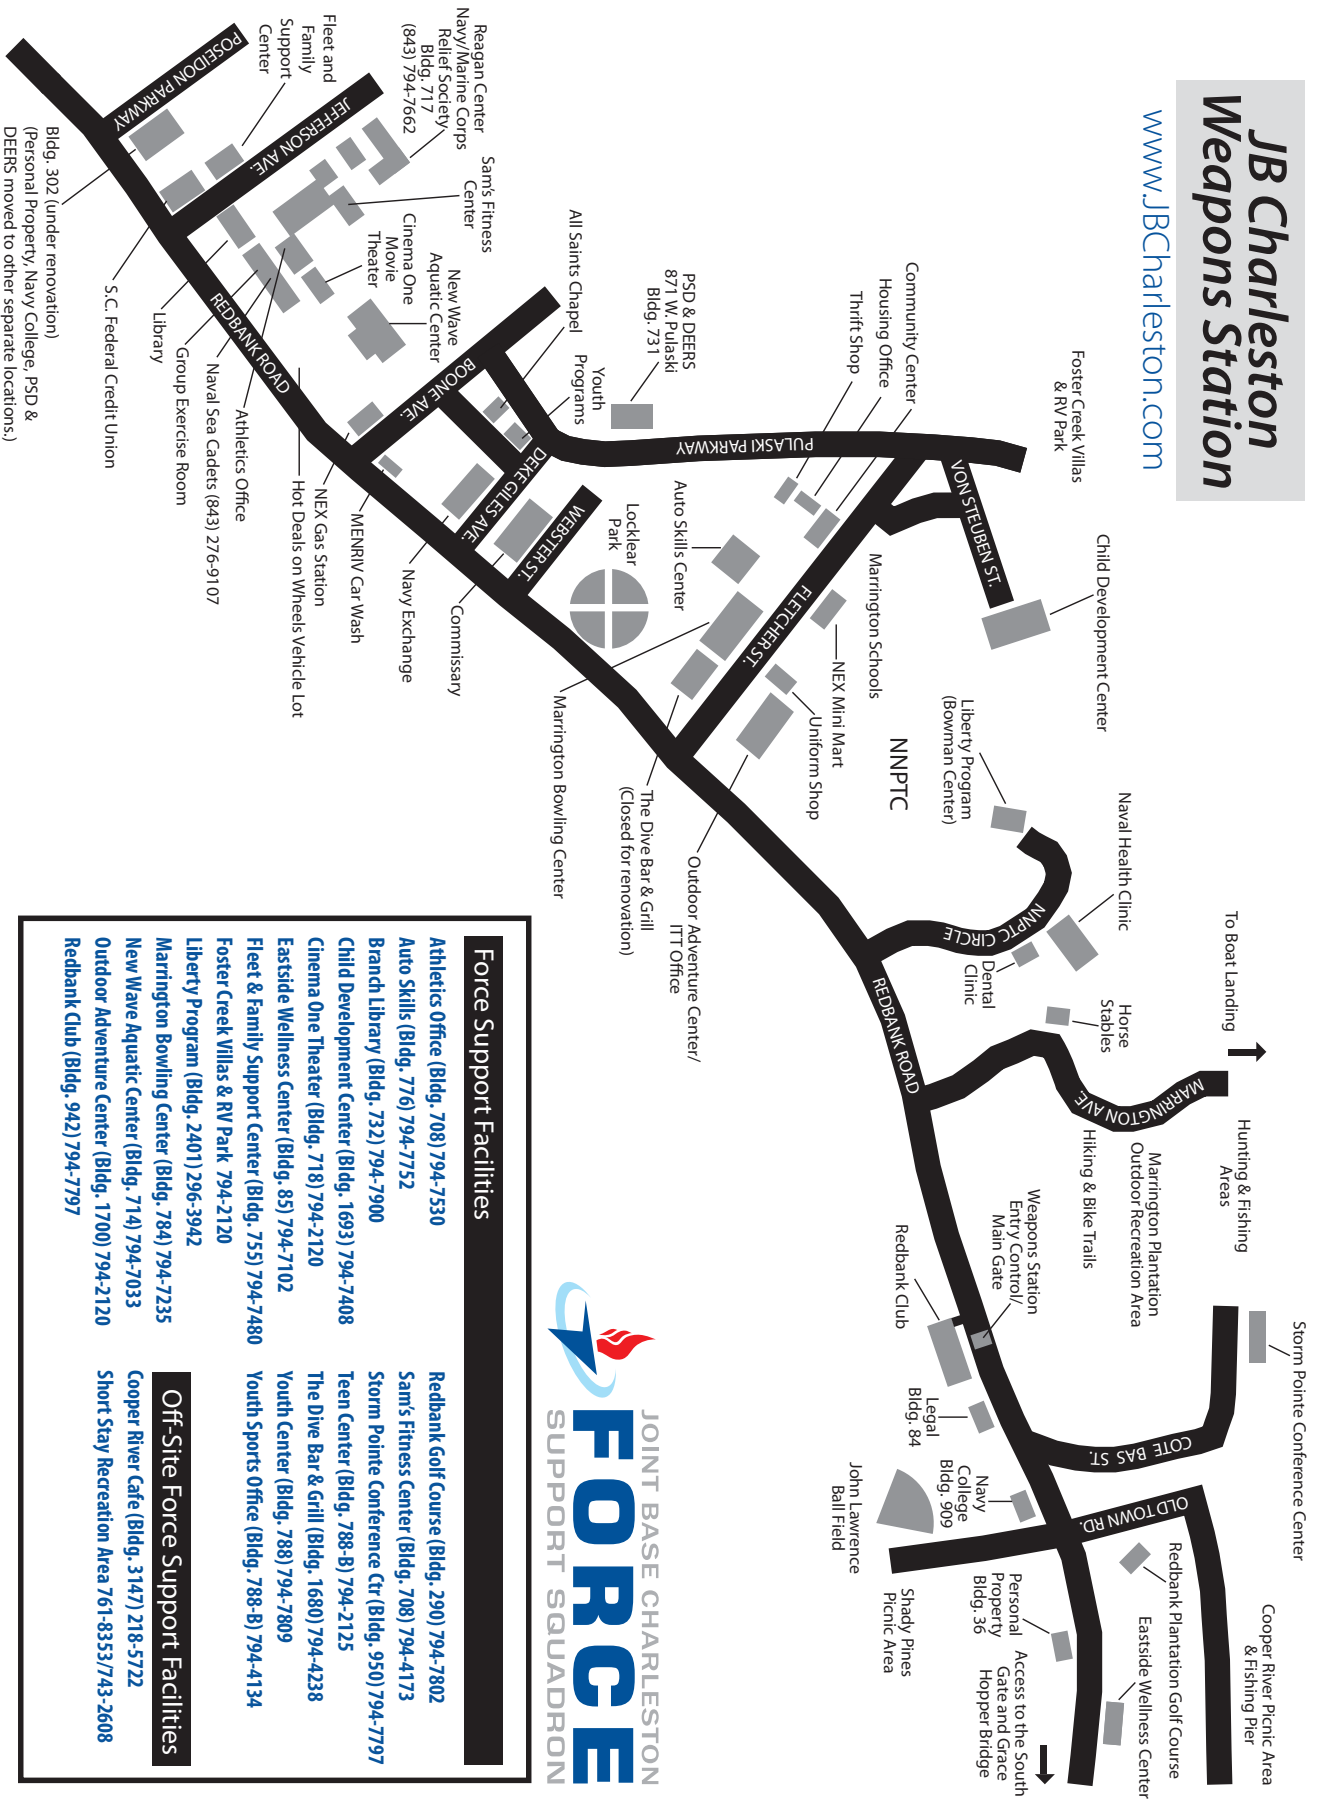 JB Charleston
Weapons Station
www.JBCharleston.com
POSEIDON PARKWAY
JEFFERSON AVE.
Fleet and
Family
Support
Center
Reagan Center
Navy/Marine Corps
Relief Society
Bldg. 717
(843) 794-7662
Sam's Fitness
Center
Cinema One
Movie
Theater
New Wave
Aquatic Center
All Saints Chapel
Youth
Programs
PSD & DEERS
871 W. Pulaski
Bldg. 731
Community Center
Housing Office
Thrift Shop
Foster Creek Villas
& RV Park
Child Development Center
PULASKI PARKWAY
VON STEUBEN ST.
BOONE AVE.
DEKE GILES AVE.
WEBSTER ST.
FLETCHER ST.
REDBANK ROAD
Locklear
Park
Auto Skills Center
Marrington Schools
NEX Mini Mart
Uniform Shop
NNPTC
Liberty Program
(Bowman Center)
Naval Health Clinic
NNPTC CIRCLE
Dental
Clinic
To Boat Landing
Horse
Stables
MARRINGTON AVE.
Hunting & Fishing
Areas
Marrington Plantation
Outdoor Recreation Area
Hiking & Bike Trails
REDBANK ROAD
Weapons Station
Entry Control/
Main Gate
Redbank Club
Legal
Bldg. 84
Storm Pointe Conference Center
COTE BAS ST.
OLD TOWN RD.
Navy
College
Bldg. 909
John Lawrence
Ball Field
Shady Pines
Picnic Area
Personal
Property
Bldg. 36
Redbank Plantation Golf Course
Eastside Wellness Center
Cooper River Picnic Area
& Fishing Pier
Access to the South
Gate and Grace
Hopper Bridge
Bldg. 302 (under renovation)
(Personal Property, Navy College, PSD &
DEERS moved to other separate locations.)
S.C. Federal Credit Union
Library
Group Exercise Room
Naval Sea Cadets (843) 276-9107
Athletics Office
Hot Deals on Wheels Vehicle Lot
NEX Gas Station
MENRIV Car Wash
Navy Exchange
Commissary
Marrington Bowling Center
The Dive Bar & Grill
(Closed for renovation)
Outdoor Adventure Center/
ITT Office
JOINT BASE CHARLESTON
FORCE
SUPPORT SQUADRON
Force Support Facilities
Athletics Office (Bldg. 708) 794-7530
Auto Skills (Bldg. 776) 794-7752
Branch Library (Bldg. 732) 794-7900
Child Development Center (Bldg. 1693) 794-7408
Cinema One Theater (Bldg. 718) 794-2120
Eastside Wellness Center (Bldg. 85) 794-7102
Fleet & Family Support Center (Bldg. 755) 794-7480
Foster Creek Villas & RV Park 794-2120
Liberty Program (Bldg. 2401) 296-3942
Marrington Bowling Center (Bldg. 784) 794-7235
New Wave Aquatic Center (Bldg. 714) 794-7033
Outdoor Adventure Center (Bldg. 1700) 794-2120
Redbank Club (Bldg. 942) 794-7797
Redbank Golf Course (Bldg. 290) 794-7802
Sam's Fitness Center (Bldg. 708) 794-4173
Storm Pointe Conference Ctr (Bldg. 950) 794-7797
Teen Center (Bldg. 788-B) 794-2125
The Dive Bar & Grill (Bldg. 1680) 794-4238
Youth Center (Bldg. 788) 794-7809
Youth Sports Office (Bldg. 788-B) 794-4134
Off-Site Force Support Facilities
Cooper River Cafe (Bldg. 3147) 218-5722
Short Stay Recreation Area 761-8353/743-2608